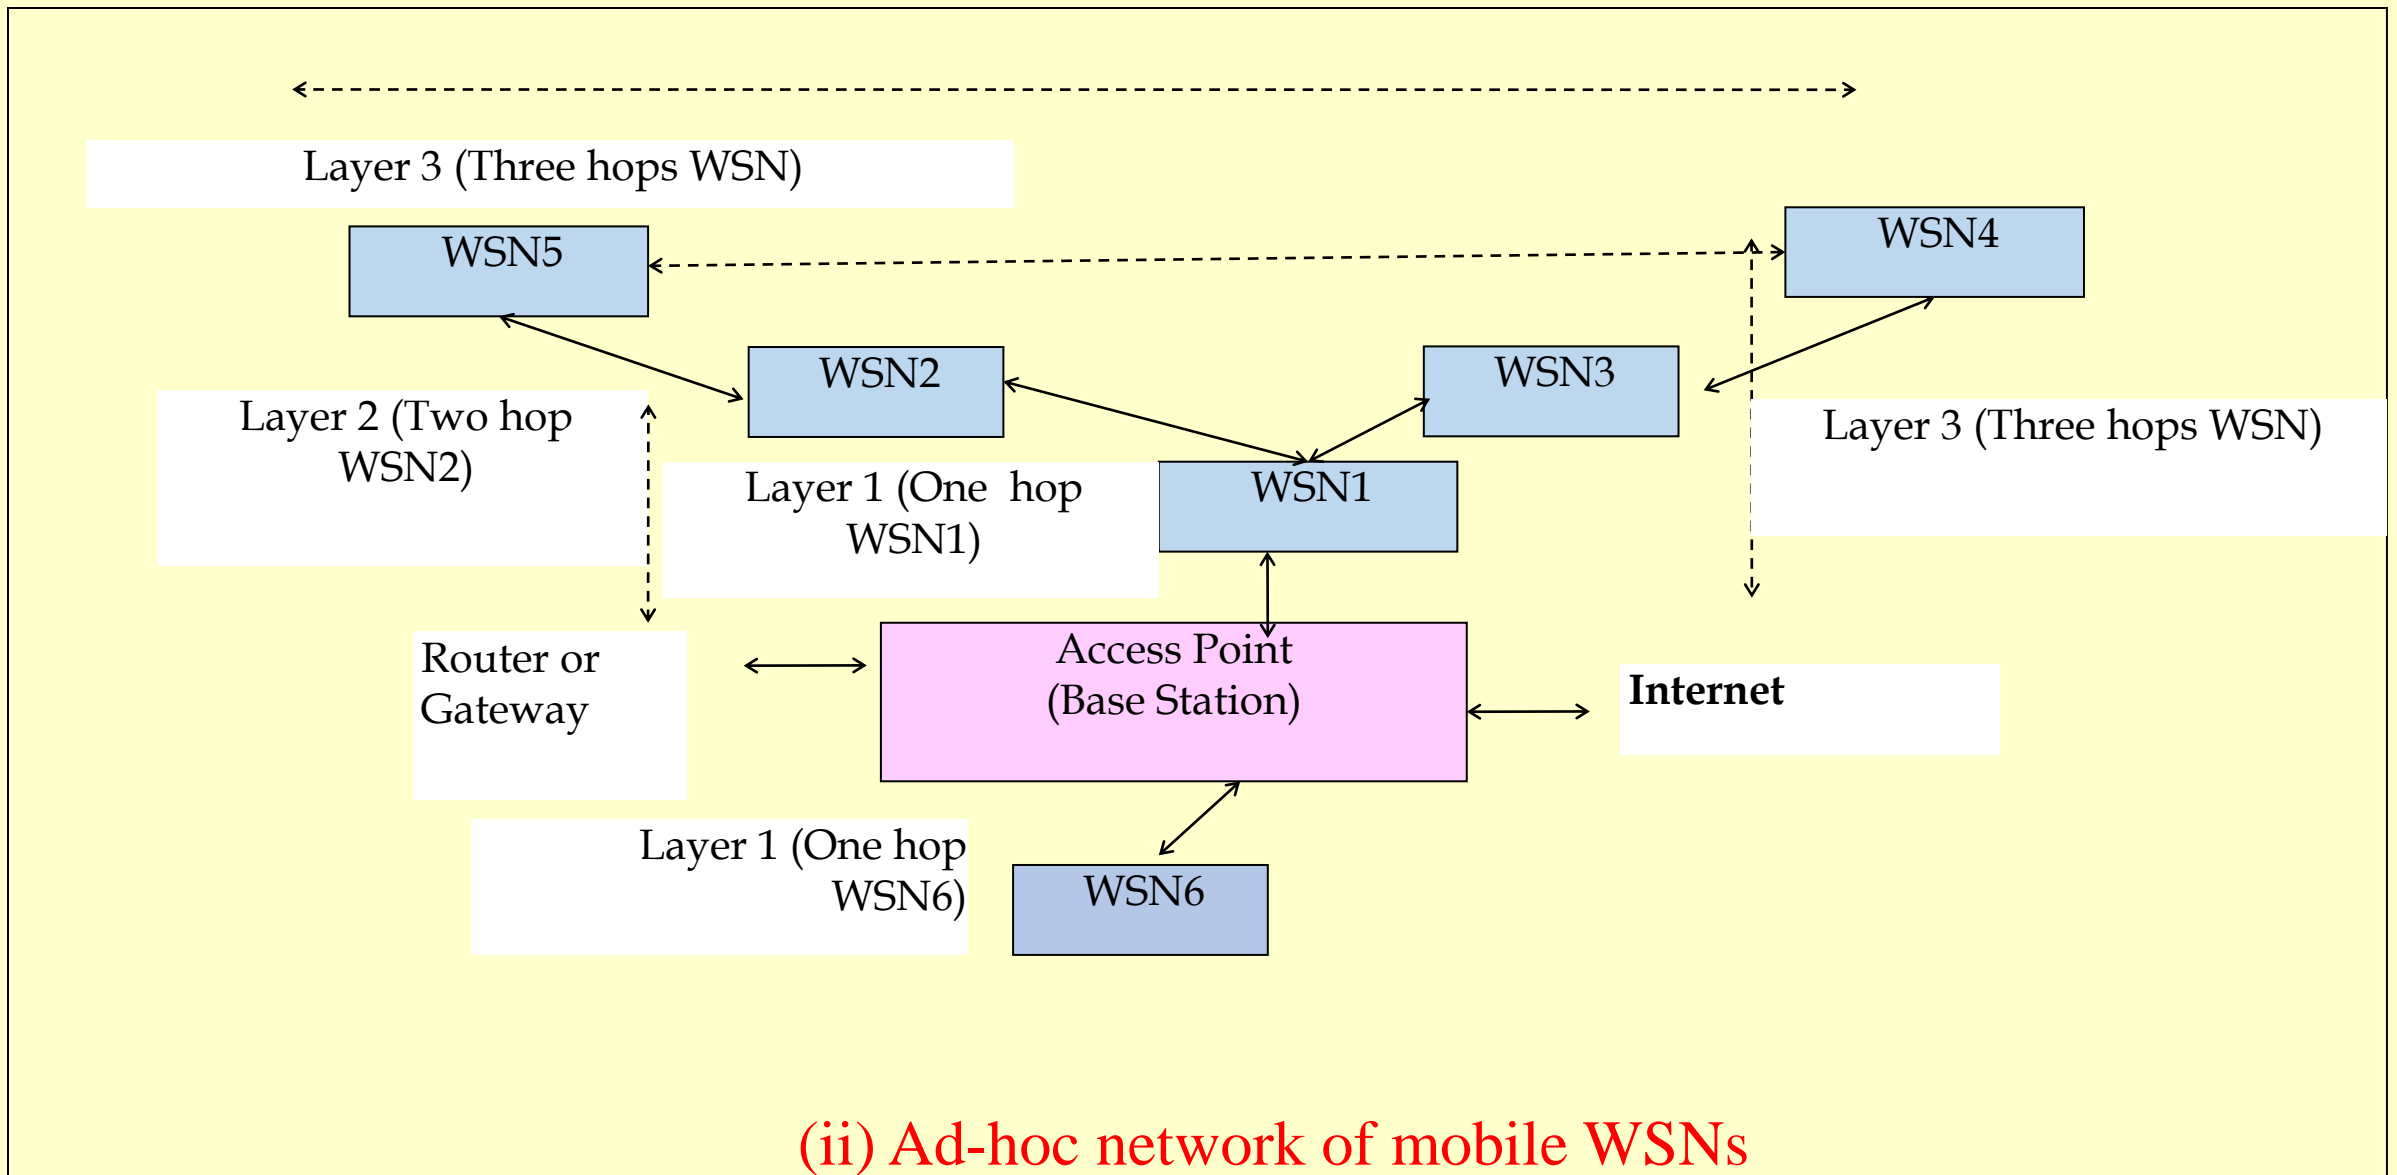 Layer 3 (Three hops WSN)
WSN5
WSN4
WSN2
WSN3
Layer 2 (Two hop
WSN2)
Layer 3 (Three hops WSN)
Layer 1 (One  hop
WSN1)
WSN1
Router or
Gateway
Access Point
(Base Station)
Internet
Layer 1 (One hop
WSN6)
WSN6
(ii) Ad-hoc network of mobile WSNs